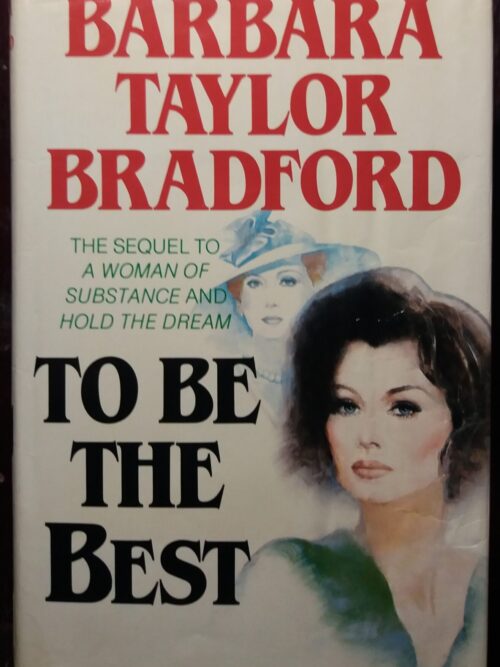 BARBARA
TAYLOR
BRADFORD
THE SEQUEL TO
A WOMAN OF
SUBSTANCE AND
HOLD THE DREAM
TO BE
THE
BEST